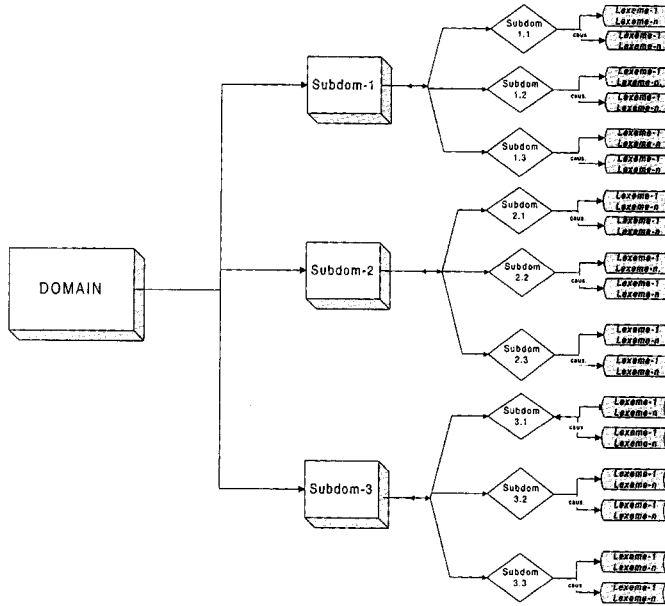 DOMAIN
Subdom-1
Subdom
1.1
caus.
Lexeme-1
Lexeme-n
Lexeme-1
Lexeme-n
Subdom
1.2
caus.
Lexeme-1
Lexeme-n
Lexeme-1
Lexeme-n
Subdom
1.3
caus.
Lexeme-1
Lexeme-n
Lexeme-1
Lexeme-n
Subdom-2
Subdom
2.1
caus.
Lexeme-1
Lexeme-n
Lexeme-1
Lexeme-n
Subdom
2.2
caus.
Lexeme-1
Lexeme-n
Lexeme-1
Lexeme-n
Subdom
2.3
caus.
Lexeme-1
Lexeme-n
Lexeme-1
Lexeme-n
Subdom-3
Subdom
3.1
caus
Lexeme-1
Lexeme-n
Lexeme-1
Lexeme-n
Subdom
3.2
caus.
Lexeme-1
Lexeme-n
Lexeme-1
Lexeme-n
Subdom
3.3
caus.
Lexeme-1
Lexeme-n
Lexeme-1
Lexeme-n